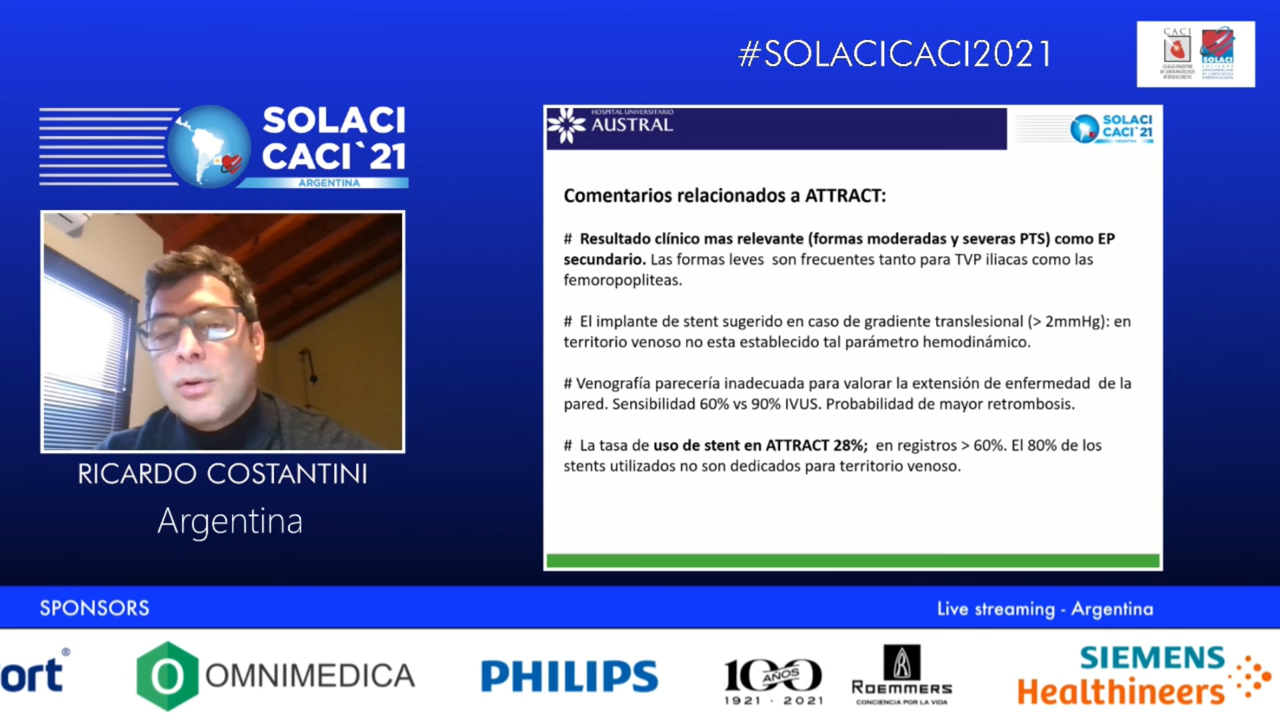 #SOLACICACI2021
CACI
SOLACI
SOLACI
CACI`21
ARGENTINA
HOSPITAL UNIVERSITARIO
AUSTRAL
SOLACI
CACI`21
ARGENTINA
Comentarios relacionados a ATTRACT:
# Resultado clínico mas relevante (formas moderadas y severas PTS) como EP
secundario. Las formas leves son frecuentes tanto para TVP iliacas como las
femoropopliteas.
# El implante de stent sugerido en caso de gradiente translesional (> 2mmHg): en
territorio venoso no esta establecido tal parámetro hemodinámico.
# Venografía parecería inadecuada para valorar la extensión de enfermedad de la
pared. Sensibilidad 60% vs 90% IVUS. Probabilidad de mayor retrombosis.
# La tasa de uso de stent en ATTRACT 28%; en registros > 60%. El 80% de los
stents utilizados no son dedicados para territorio venoso.
RICARDO COSTANTINI
Argentina
SPONSORS
Live streaming - Argentina
ort®
OMNIMEDICA
PHILIPS
100
AÑOS
1921 · 2021
ROEMMERS
CONCIENCIA POR LA VIDA
SIEMENS
Healthineers